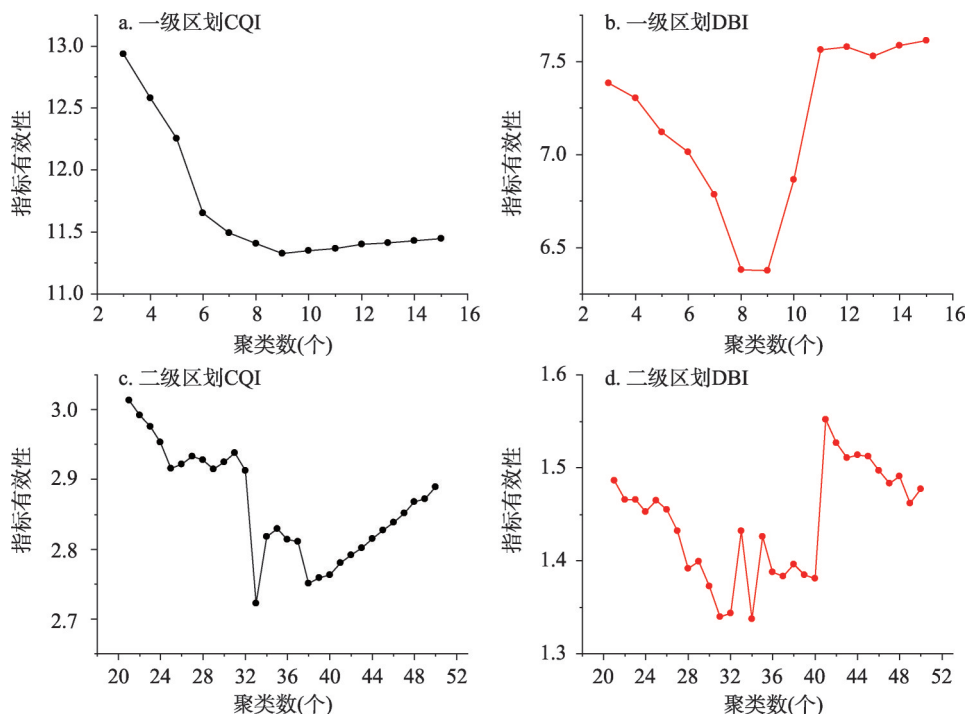 a. 一级区划CQI
13.0
12.5
12.0
11.5
11.0
指标有效性
2 4 6 8 10 12 14 16
聚类数(个)
b. 一级区划DBI
7.5
7.0
6.5
指标有效性
2 4 6 8 10 12 14 16
聚类数(个)
c. 二级区划CQI
3.0
2.9
2.8
2.7
指标有效性
20 24 28 32 36 40 44 48 52
聚类数(个)
d. 二级区划DBI
1.6
1.5
1.4
1.3
指标有效性
20 24 28 32 36 40 44 48 52
聚类数(个)